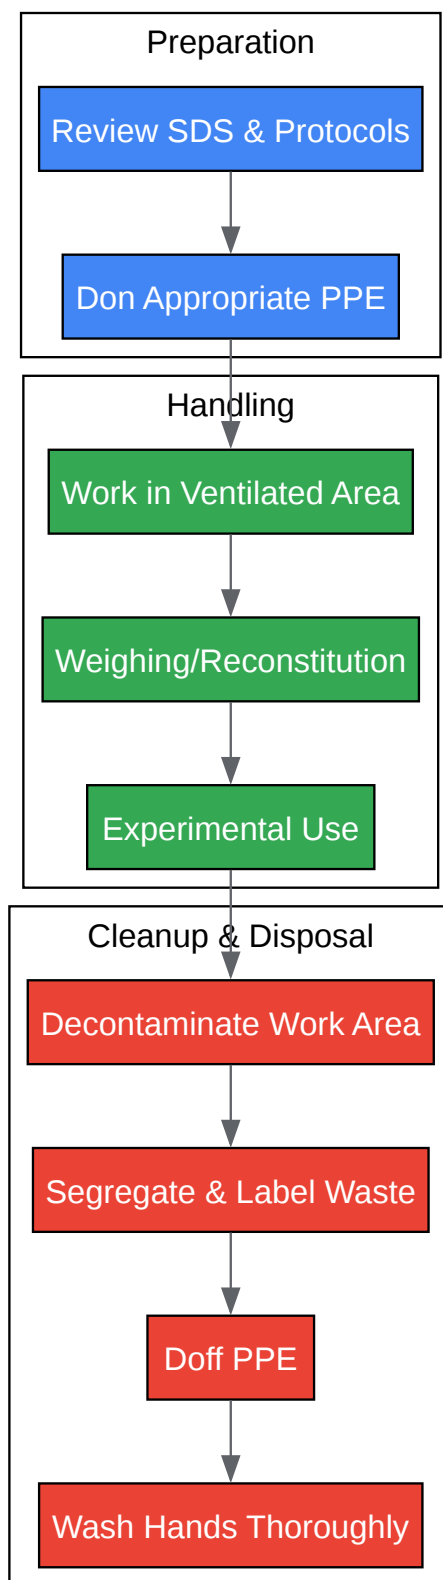 Preparation
Review SDS & Protocols
Don Appropriate PPE
Handling
Work in Ventilated Area
Weighing/Reconstitution
Experimental Use
Cleanup & Disposal
Decontaminate Work Area
Segregate & Label Waste
Doff PPE
Wash Hands Thoroughly